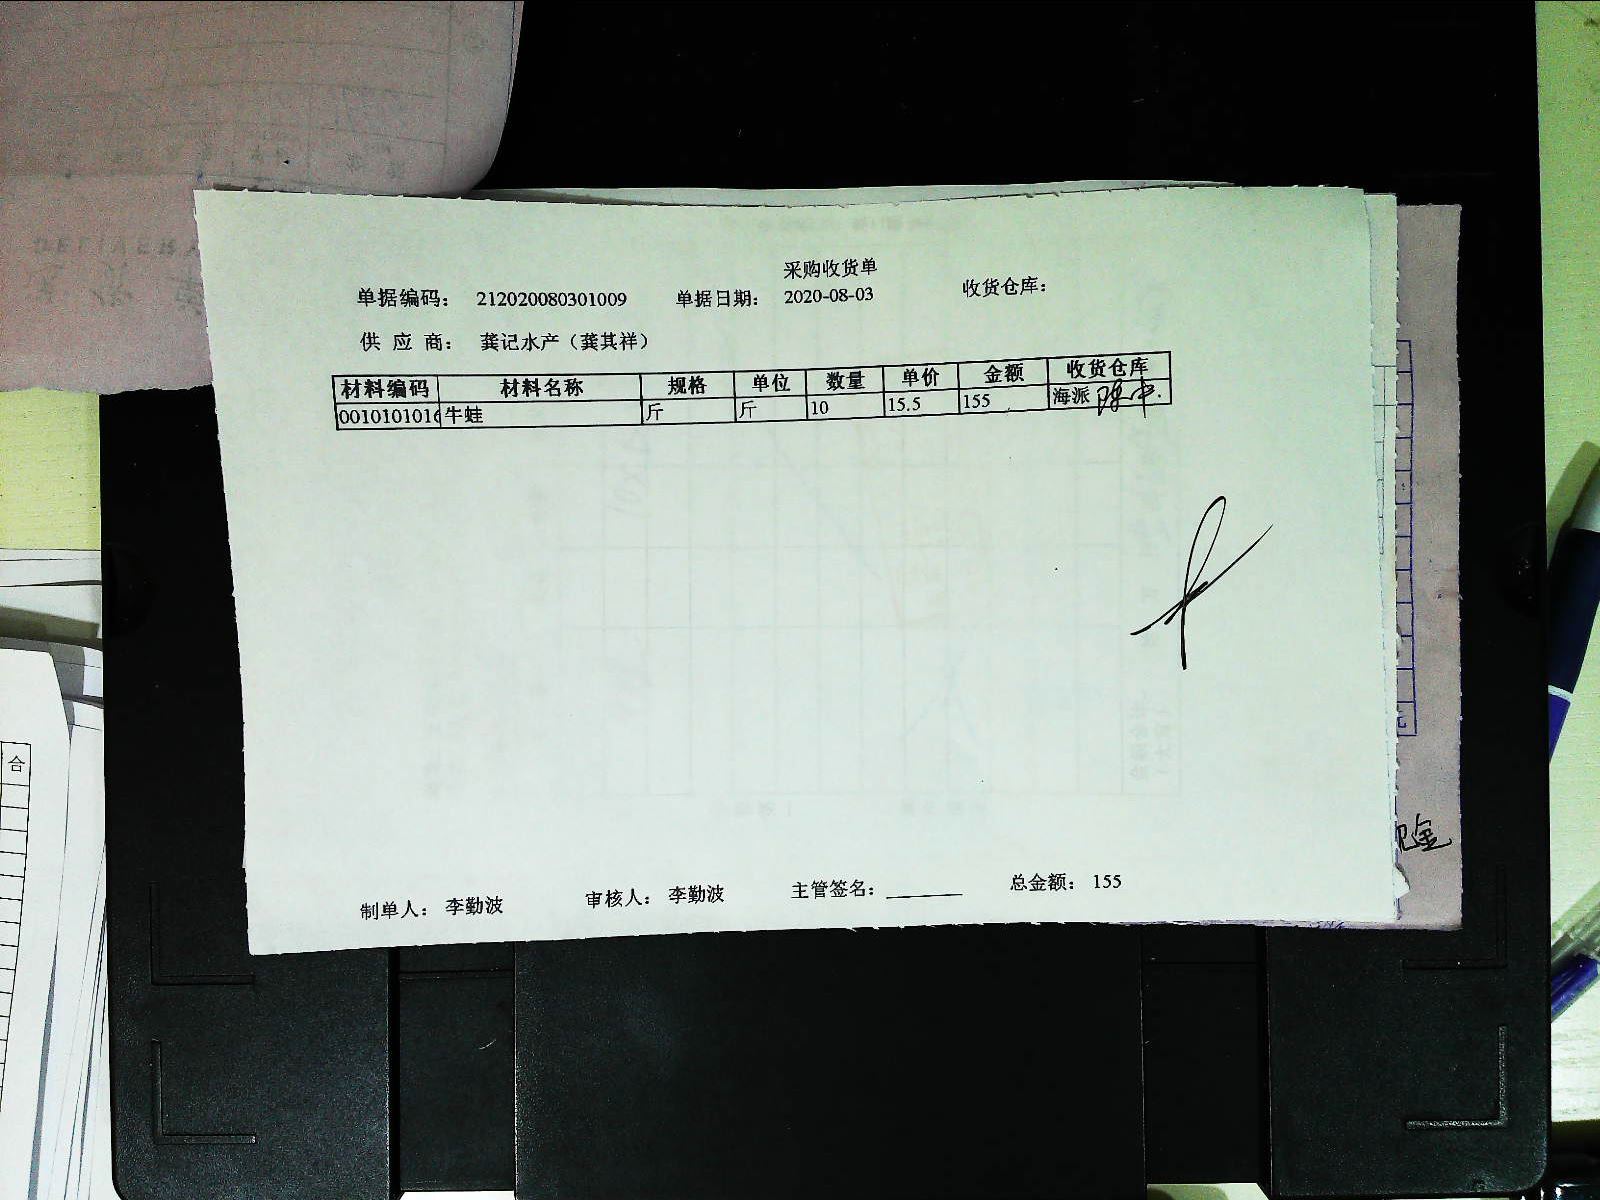 采购收货单
单据编码： 212020080301009 单据日期： 2020-08-03 收货仓库：
供 应 商： 龚记水产（龚其祥）
材料编码 材料名称 规格 单位 数量 单价 金额 收货仓库
0010101016 牛蛙 斤 斤 10 15.5 155 海派
制单人： 李勤波 审核人： 李勤波 主管签名： 总金额： 155
合
DELIVERY